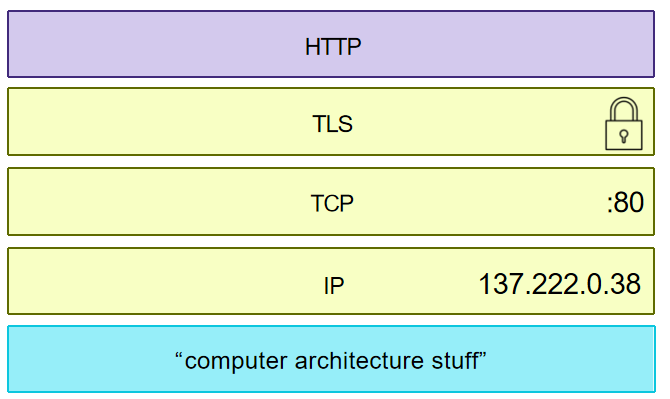 HTTP
TLS
TCP :80
IP 137.222.0.38
“computer architecture stuff”